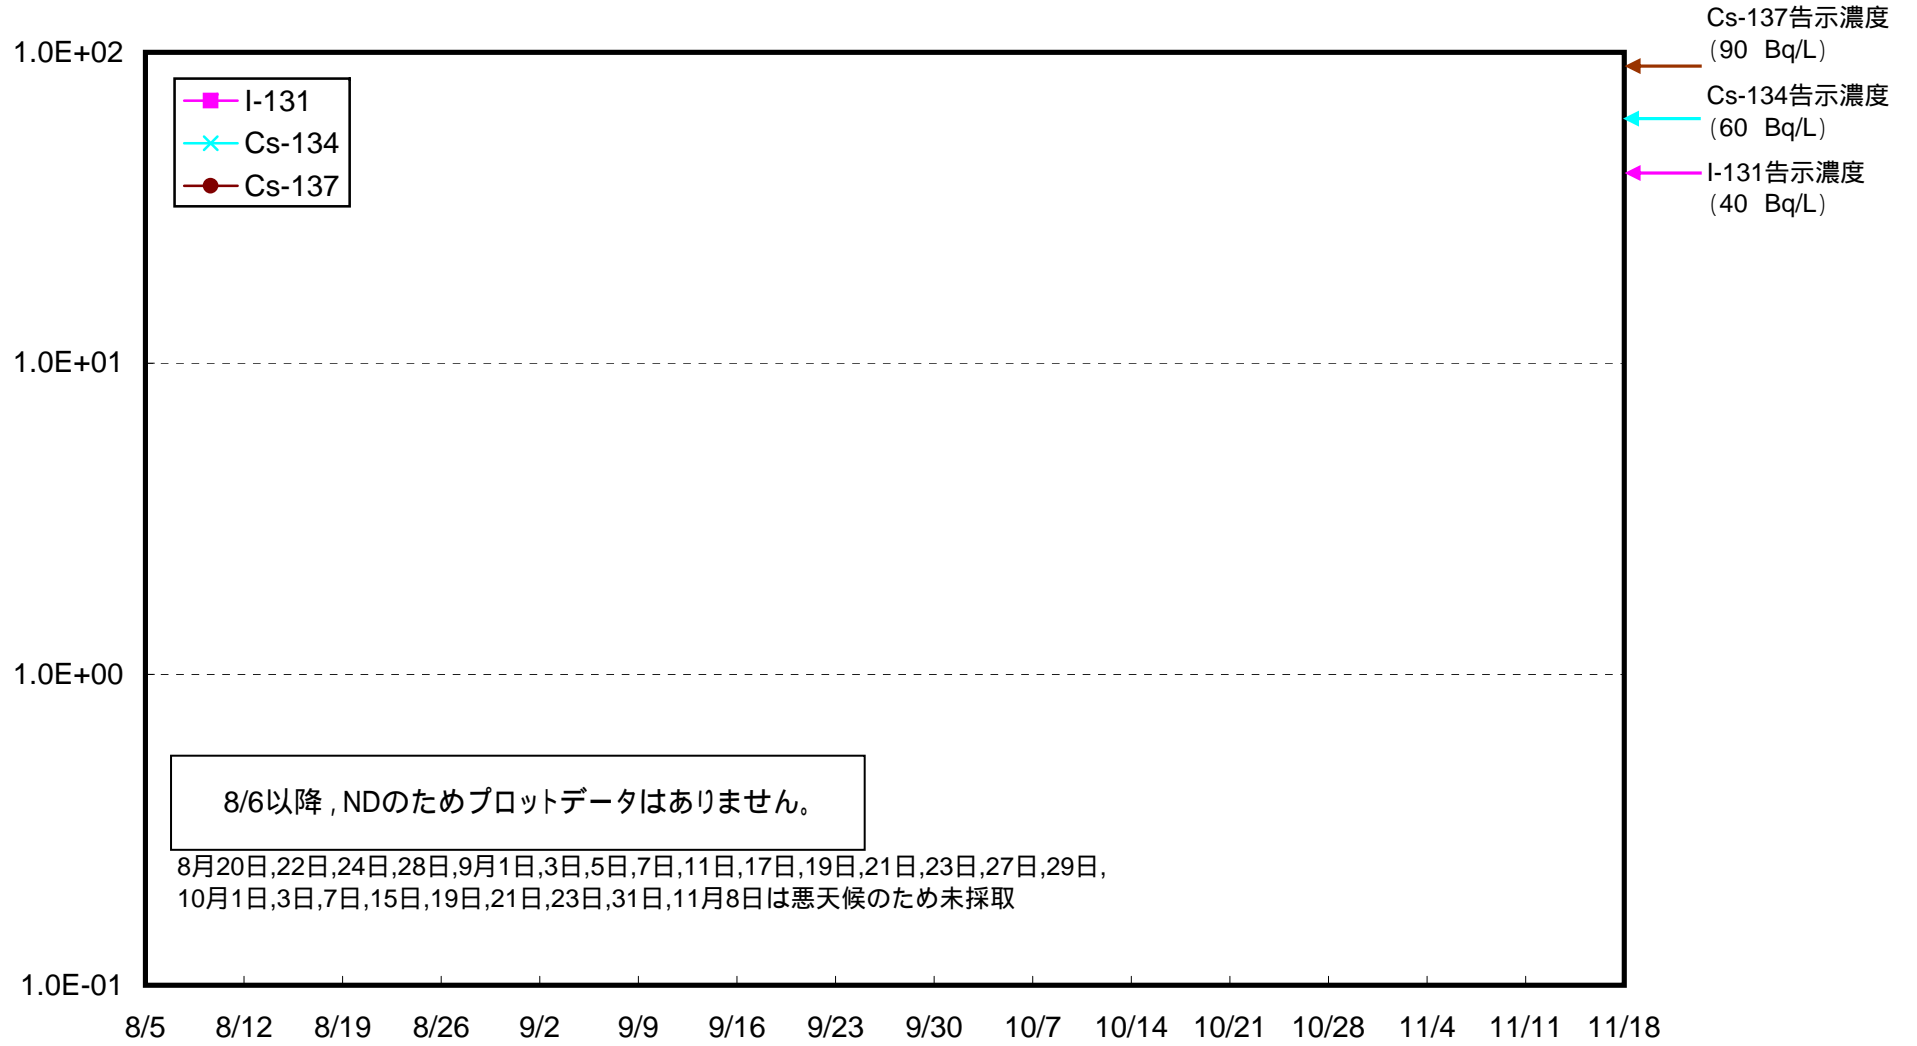 Cs-137告示濃度
(90 Bq/L)
1.0E+02
I-131
Cs-134
Cs-137
Cs-134告示濃度
(60 Bq/L)
I-131告示濃度
(40 Bq/L)
1.0E+01
1.0E+00
8/6以降,NDのためプロットデータはありません。
8月20日,22日,24日,28日,9月1日,3日,5日,7日,11日,17日,19日,21日,23日,27日,29日,
10月1日,3日,7日,15日,19日,21日,23日,31日,11月8日は悪天候のため未採取
1.0E-01
8/5 8/12 8/19 8/26 9/2 9/9 9/16 9/23 9/30 10/7 10/14 10/21 10/28 11/4 11/11 11/18